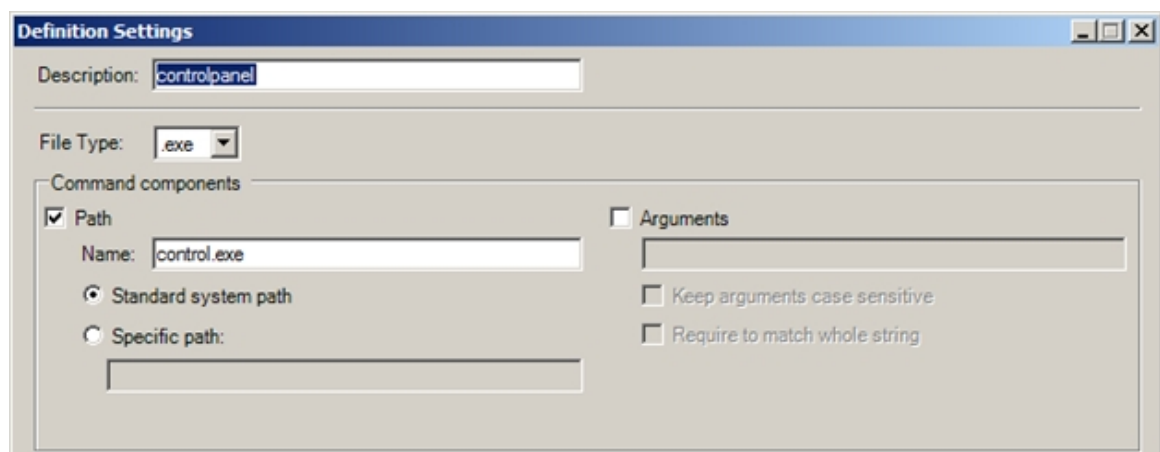 Definition Settings
Description: controlpanel
File Type: .exe
Command components
Path
Arguments
Name: control.exe
Standard system path
Keep arguments case sensitive
Specific path:
Require to match whole string